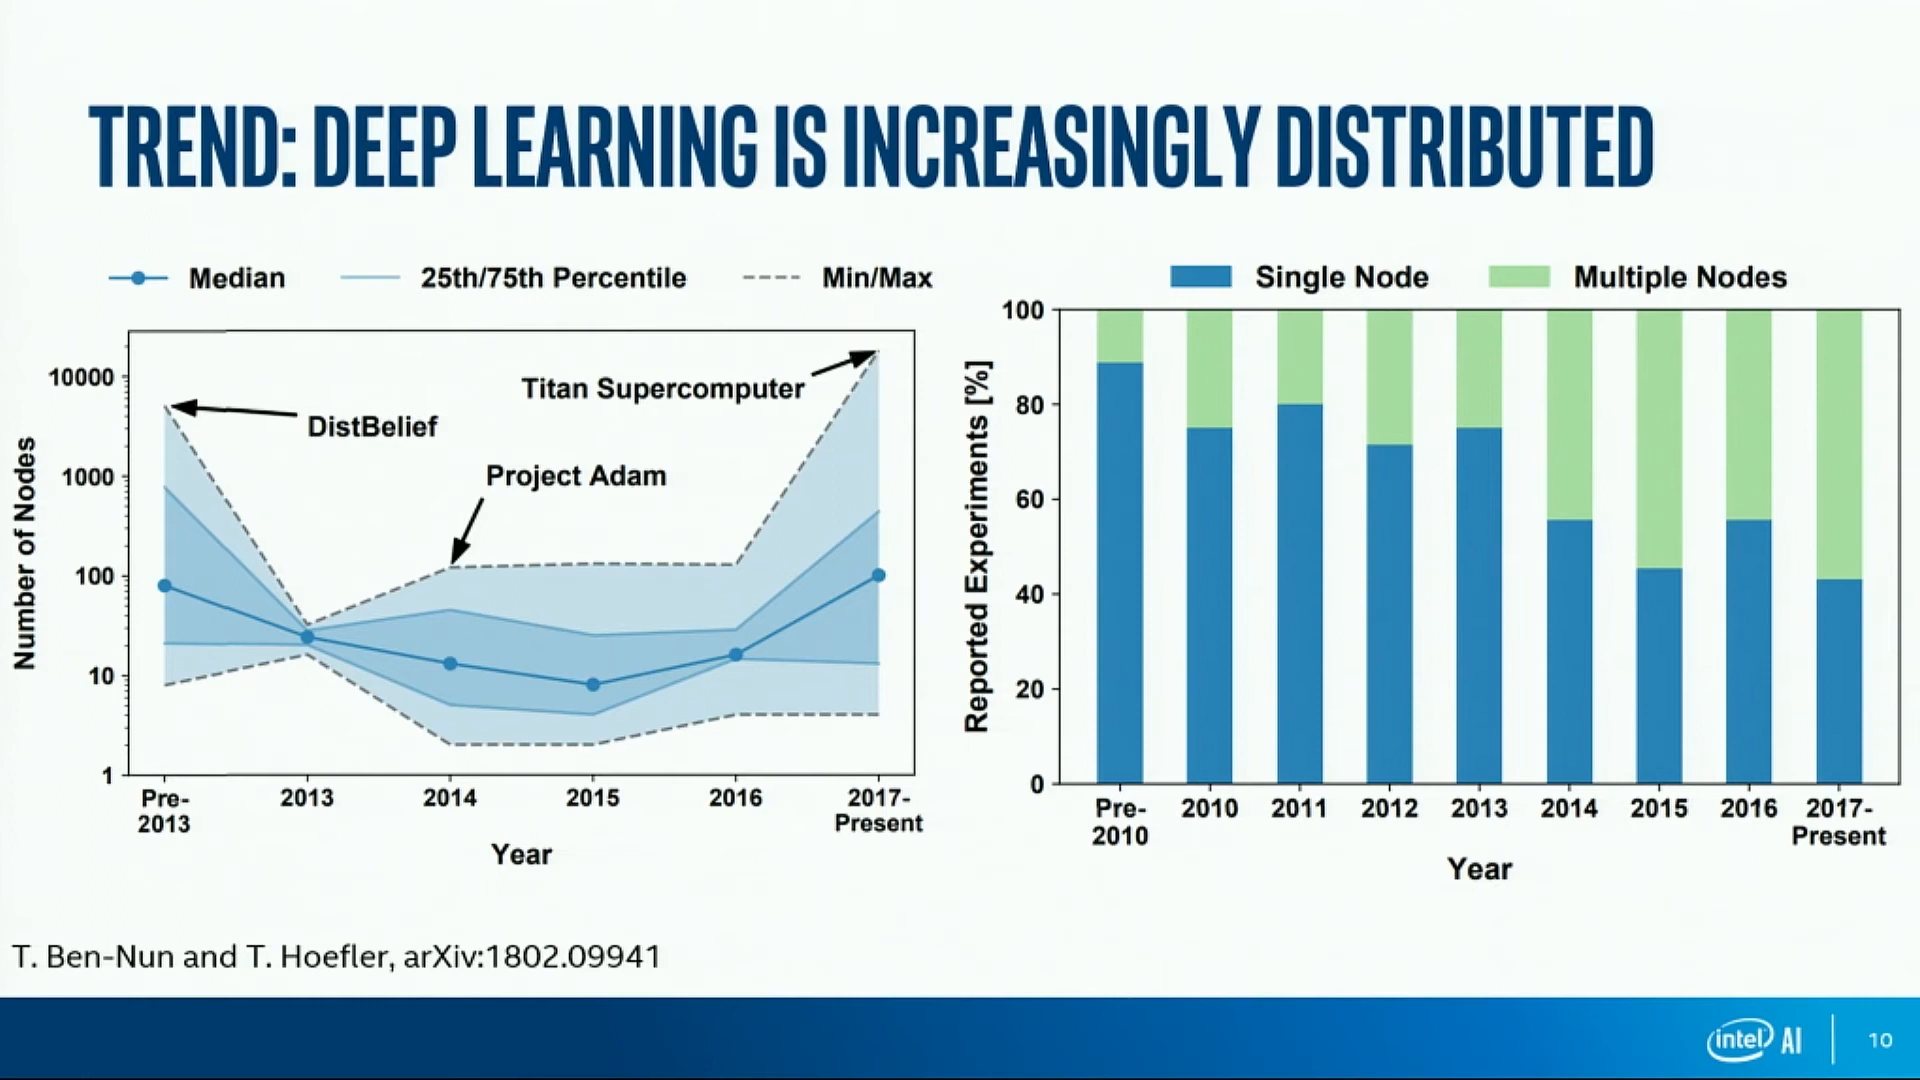 TREND: DEEP LEARNING IS INCREASINGLY DISTRIBUTED
Median 25th/75th Percentile Min/Max
Number of Nodes
10000
1000
100
10
1
DistBelief
Titan Supercomputer
Project Adam
Pre-2013 2013 2014 2015 2016 2017-Present
Year
Single Node Multiple Nodes
Reported Experiments [%]
100
80
60
40
20
0
Pre-2010 2010 2011 2012 2013 2014 2015 2016 2017-Present
Year
T. Ben-Nun and T. Hoefler, arXiv:1802.09941
intel AI 10